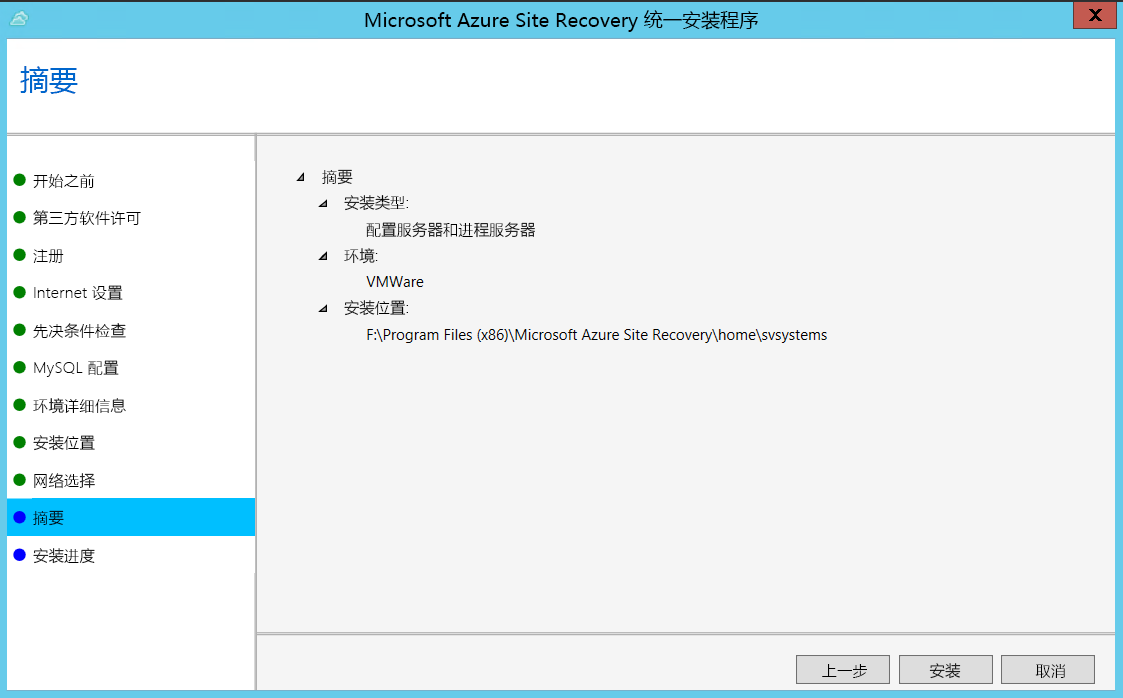 Microsoft Azure Site Recovery 统一安装程序
X
摘要
开始之前
第三方软件许可
注册
Internet 设置
先决条件检查
MySQL 配置
环境详细信息
安装位置
网络选择
摘要
安装进度
摘要
安装类型:
配置服务器和进程服务器
环境:
VMWare
安装位置:
F:\Program Files (x86)\Microsoft Azure Site Recovery\home\svsystems
上一步
安装
取消